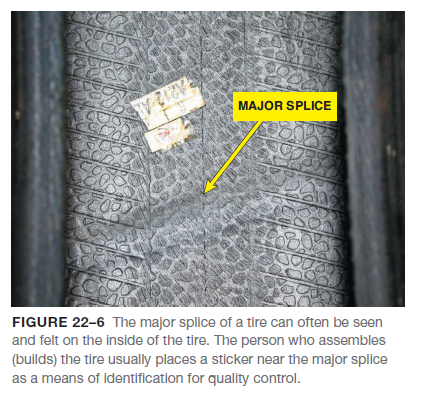 MAJOR SPLICE
FIGURE 22–6 The major splice of a tire can often be seen
and felt on the inside of the tire. The person who assembles
(builds) the tire usually places a sticker near the major splice
as a means of identification for quality control.